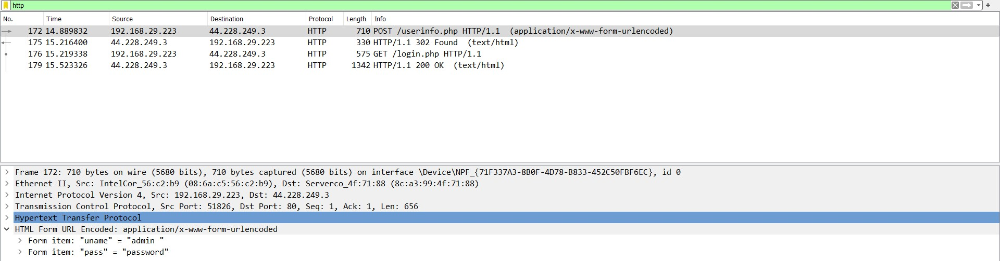 http
No. Time Source Destination Protocol Length Info
172 14.889832 192.168.29.223 44.228.249.3 HTTP 710 POST /userinfo.php HTTP/1.1  (application/x-www-form-urlencoded)
175 15.216400 44.228.249.3 192.168.29.223 HTTP 330 HTTP/1.1 302 Found  (text/html)
176 15.219338 192.168.29.223 44.228.249.3 HTTP 575 GET /login.php HTTP/1.1
179 15.523326 44.228.249.3 192.168.29.223 HTTP 1342 HTTP/1.1 200 OK  (text/html)
Frame 172: 710 bytes on wire (5680 bits), 710 bytes captured (5680 bits) on interface \Device\NPF_{71F337A3-8B0F-4D78-B833-452C50FBF6EC}, id 0
Ethernet II, Src: IntelCor_56:c2:b9 (08:6a:c5:56:c2:b9), Dst: Serverco_4f:71:88 (8c:a3:99:4f:71:88)
Internet Protocol Version 4, Src: 192.168.29.223, Dst: 44.228.249.3
Transmission Control Protocol, Src Port: 51826, Dst Port: 80, Seq: 1, Ack: 1, Len: 656
Hypertext Transfer Protocol
HTML Form URL Encoded: application/x-www-form-urlencoded
Form item: "uname" = "admin "
Form item: "pass" = "password"